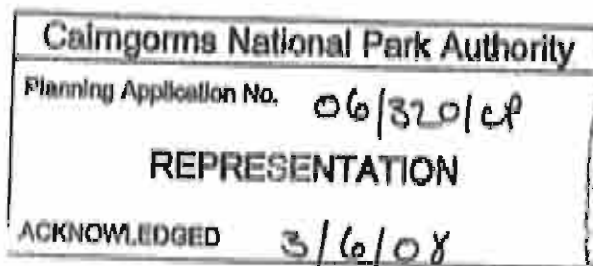 Cairngorms National Park Authority
Planning Application No. 06/320/CP
REPRESENTATION
ACKNOWLEDGED 3/6/08